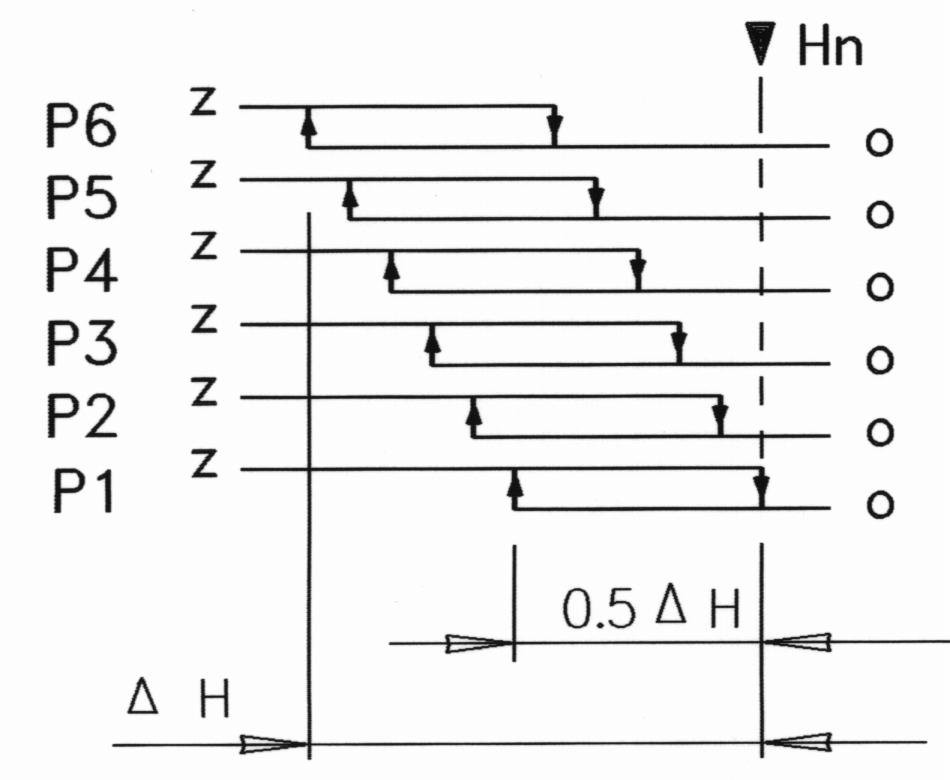 Hn
P6 Z O
P5 Z O
P4 Z O
P3 Z O
P2 Z O
P1 Z O
0.5 Δ H
Δ H